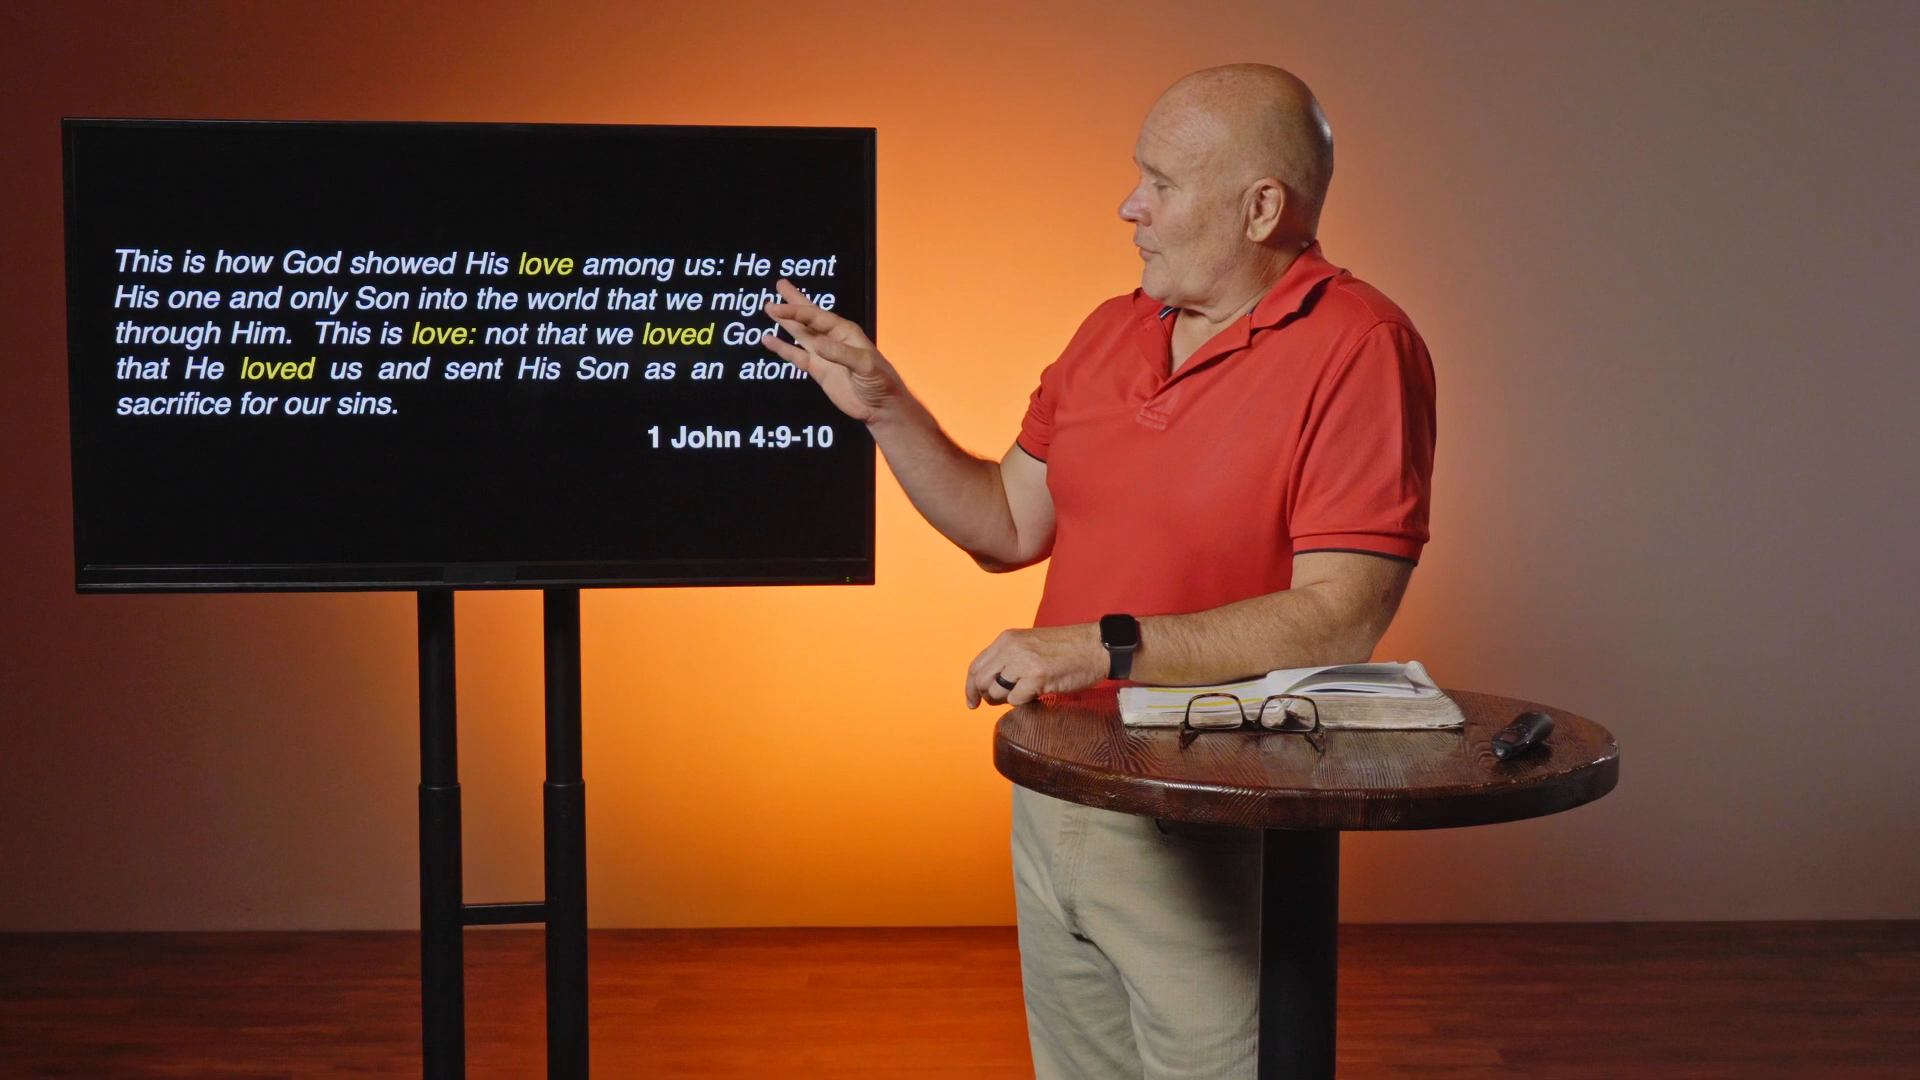 This is how God showed His love among us: He sent
His one and only Son into the world that we might live
through Him. This is love: not that we loved God
that He loved us and sent His Son as an
sacrifice for our sins.
1 John 4:9-10